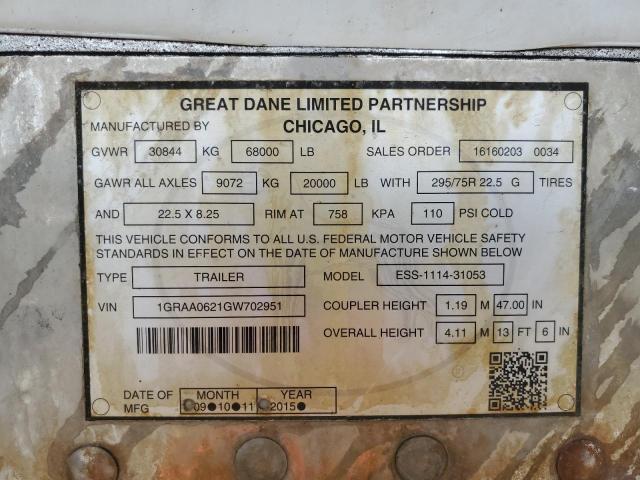 GREAT DANE LIMITED PARTNERSHIP
MANUFACTURED BY CHICAGO, IL
GVWR 30844 KG 68000 LB SALES ORDER 16160203 0034
GAWR ALL AXLES 9072 KG 20000 LB WITH 295/75R 22.5 G TIRES
AND 22.5 X 8.25 RIM AT 758 KPA 110 PSI COLD
THIS VEHICLE CONFORMS TO ALL U.S. FEDERAL MOTOR VEHICLE SAFETY
STANDARDS IN EFFECT ON THE DATE OF MANUFACTURE SHOWN BELOW
TYPE TRAILER MODEL ESS-1114-31053
VIN 1GRAA0621GW702951 COUPLER HEIGHT 1.19 M 47.00 IN
OVERALL HEIGHT 4.11 M 13 FT 6 IN
®
DATE OF MONTH YEAR
MFG 09●10●11 2015●